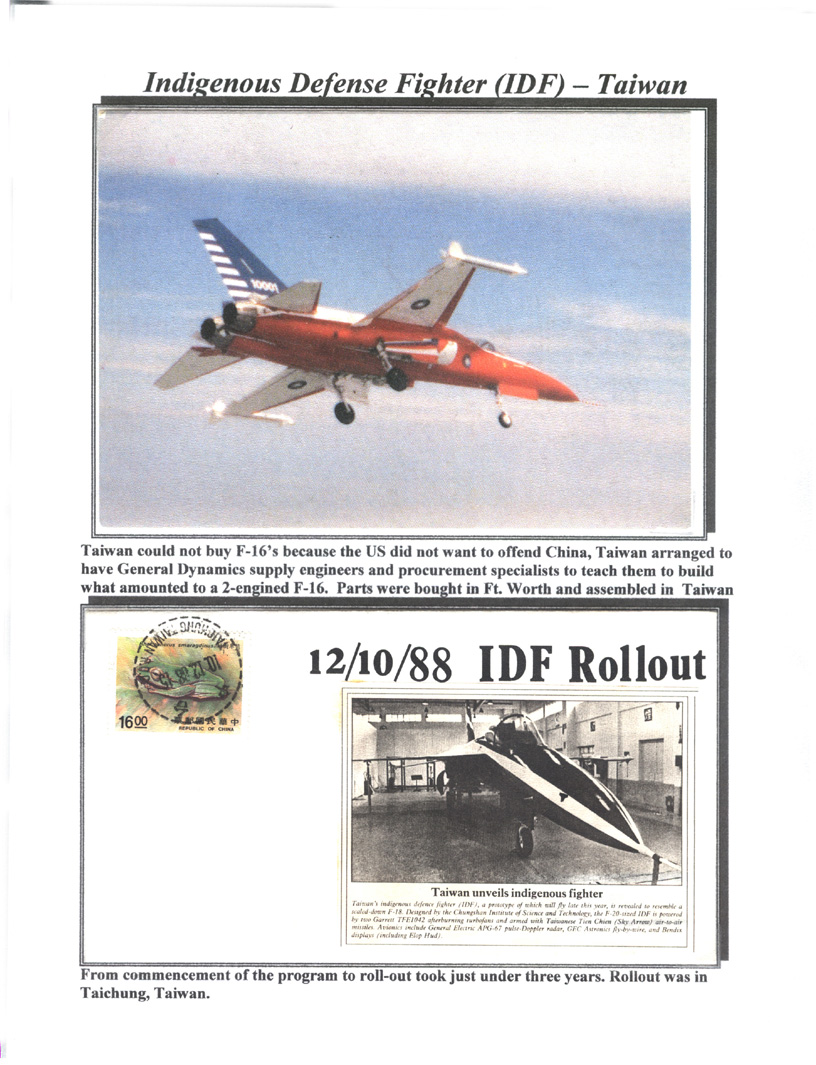 Indigenous Defense Fighter (IDF) – Taiwan
10001
Taiwan could not buy F-16's because the US did not want to offend China, Taiwan arranged to
have General Dynamics supply engineers and procurement specialists to teach them to build
what amounted to a 2-engined F-16. Parts were bought in Ft. Worth and assembled in Taiwan
TAICHUNG TAIWAN
smaragdinus
10.12.88
16 00
中華民國郵票
REPUBLIC OF CHINA
12/10/88 IDF Rollout
Taiwan unveils indigenous fighter
Taiwan's indigenous defence fighter (IDF), a prototype of which will fly late this year, is revealed to resemble a
scaled-down F-18. Designed by the Chungshan Institute of Science and Technology, the F-20-sized IDF is powered
by two Garrett TFE1042 afterburning turbofans and armed with Taiwanese Tien Chien (Sky Arrow) air-to-air
missiles. Avionics include General Electric APG-67 pulse-Doppler radar, GEC Astronics fly-by-wire, and Bendix
displays (including Elop Hud).
From commencement of the program to roll-out took just under three years. Rollout was in
Taichung, Taiwan.